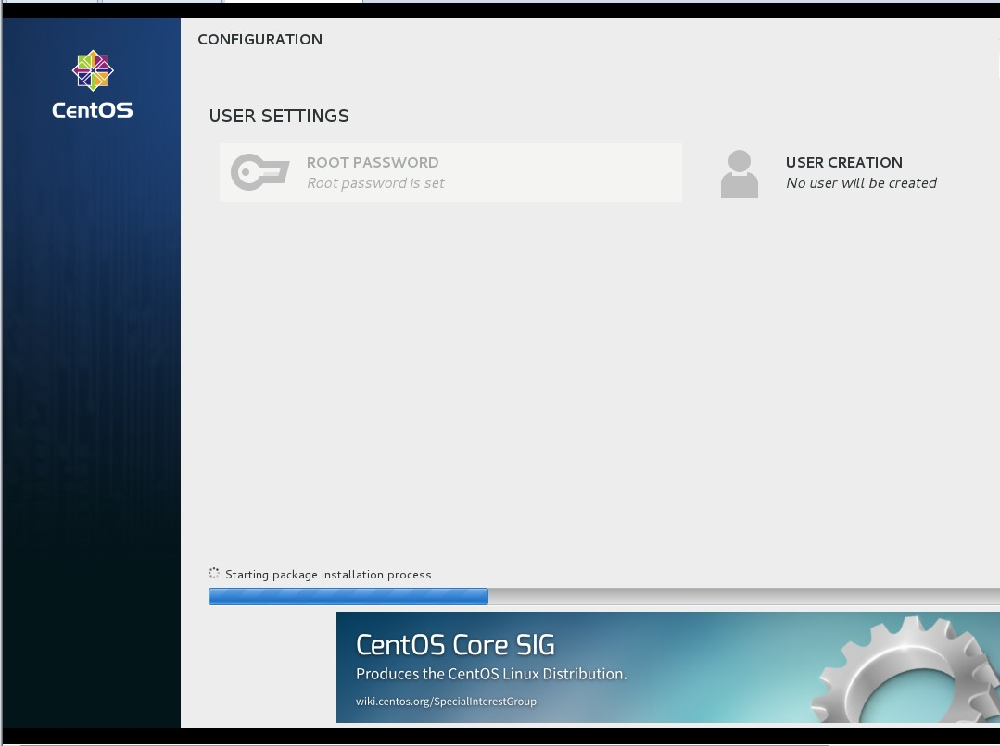 CONFIGURATION
CentOS
USER SETTINGS
ROOT PASSWORD
Root password is set
USER CREATION
No user will be created
Starting package installation process
CentOS Core SIG
Produces the CentOS Linux Distribution.
wiki.centos.org/SpecialInterestGroup